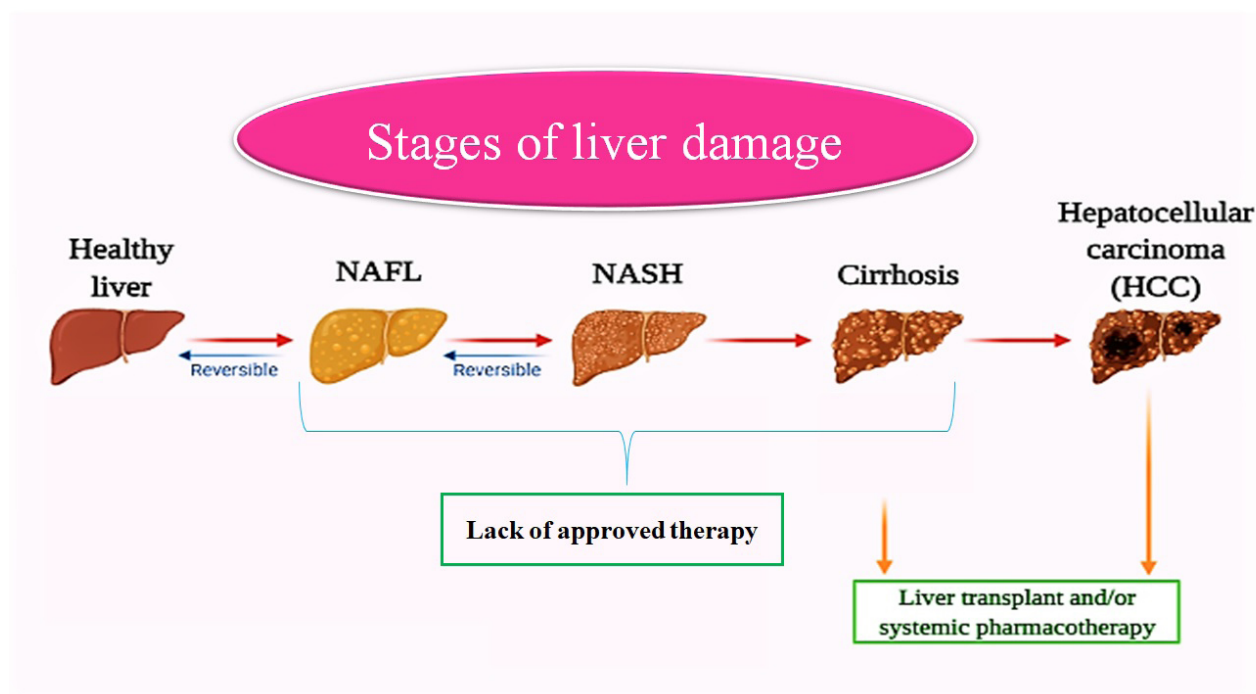 Stages of liver damage
Healthy
liver
NAFL
NASH
Cirrhosis
Hepatocellular
carcinoma
(HCC)
Reversible
Reversible
Lack of approved therapy
Liver transplant and/or
systemic pharmacotherapy